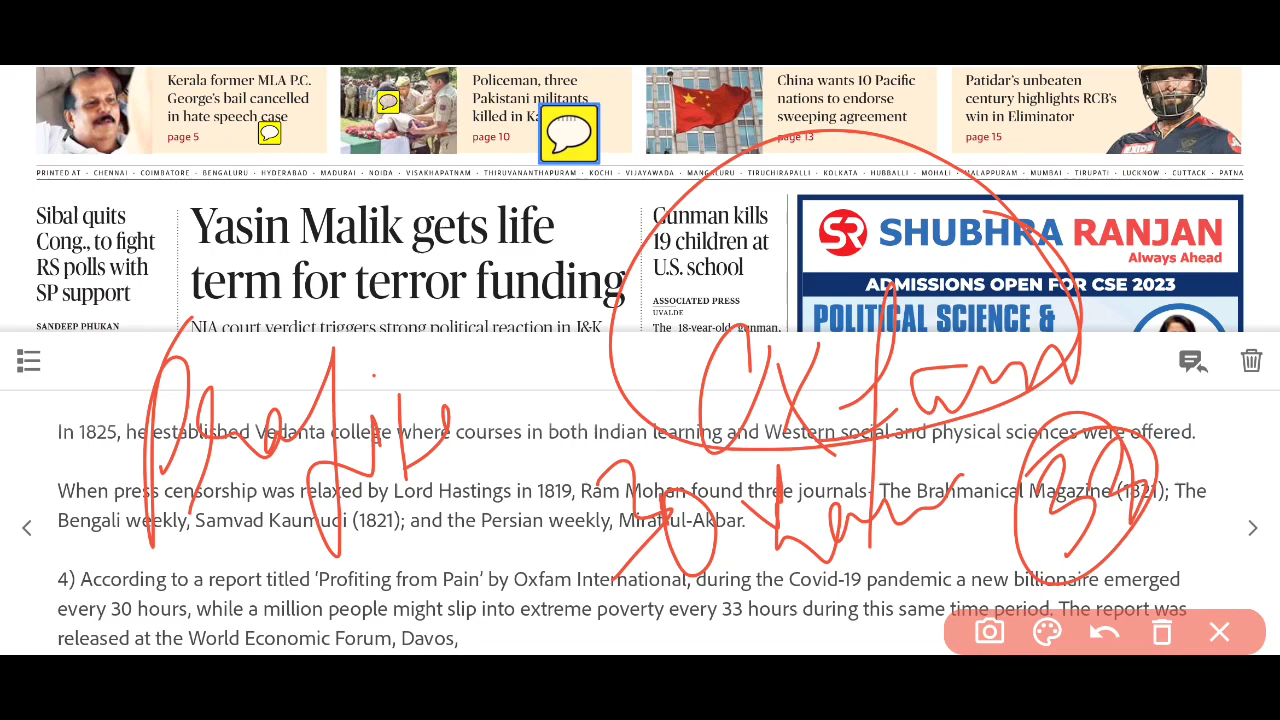 Kerala former MLA P.C.
George's bail cancelled
in hate speech case
page 5
Policeman, three
Pakistani militants
killed in
page 10
China wants 10 Pacific
nations to endorse
sweeping agreement
page 13
Patidar's unbeaten
century highlights RCB's
win in Eliminator
page 15
PRINTED AT · CHENNAI · COIMBATORE · BENGALURU · HYDERABAD · MADURAI · NOIDA · VISAKHAPATNAM · THIRUVANANTHAPURAM · KOCHI · VIJAYAWADA · MANGALURU · TIRUCHIRAPALLI · KOLKATA · HUBBALLI · MOHALI · MALAPPURAM · MUMBAI · TIRUPATI · LUCKNOW · CUTTACK · PATNA
Sibal quits
Cong., to fight
RS polls with
SP support
SANDEEP PHUKAN
Yasin Malik gets life
term for terror funding
NIA court verdict triggers strong political reaction in J&K
Gunman kills
19 children at
U.S. school
ASSOCIATED PRESS
UVALDE
The 18-year-old gunman,
SR SHUBHRA RANJAN
Always Ahead
ADMISSIONS OPEN FOR CSE 2023
POLITICAL SCIENCE &
Oxfam
33
30
In 1825, he established Vedanta college where courses in both Indian learning and Western social and physical sciences were offered.
When press censorship was relaxed by Lord Hastings in 1819, Ram Mohan found three journals- The Brahmanical Magazine (1821); The
Bengali weekly, Samvad Kaumudi (1821); and the Persian weekly, Mirat-ul-Akbar.
4) According to a report titled 'Profiting from Pain' by Oxfam International, during the Covid-19 pandemic a new billionaire emerged
every 30 hours, while a million people might slip into extreme poverty every 33 hours during this same time period. The report was
released at the World Economic Forum, Davos,